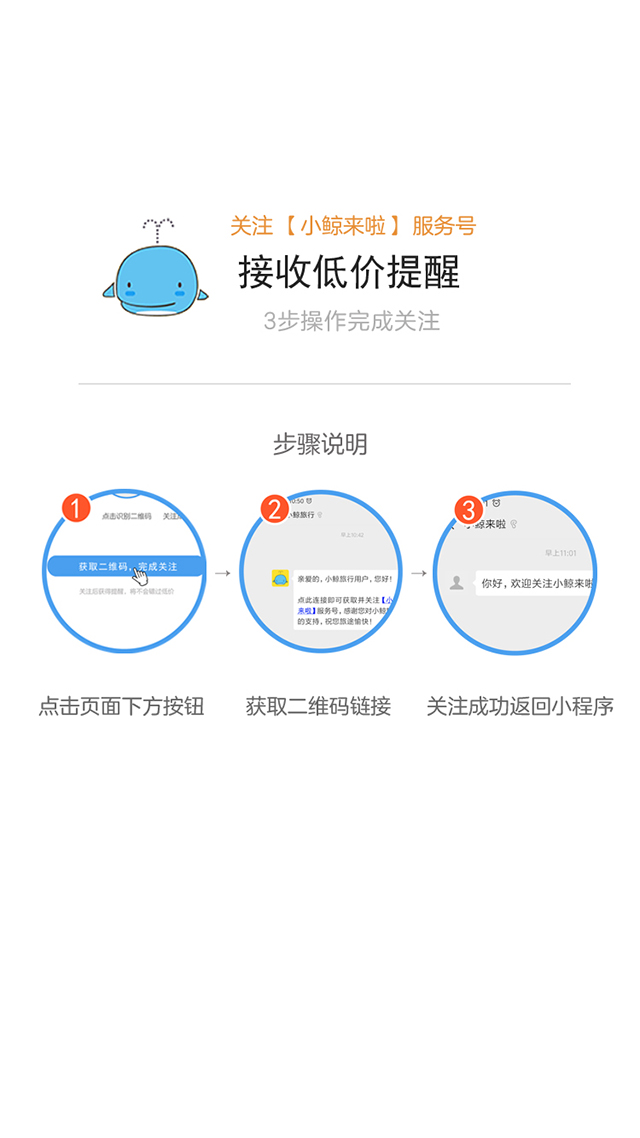 关注【小鲸来啦】服务号
接收低价提醒
3步操作完成关注
步骤说明
1
点击识别二维码 关注
获取二维码，完成关注
关注后获得提醒，将不会错过低价
2
10:50
小鲸旅行
早上10:42
亲爱的，小鲸旅行用户，您好！
点此连接即可获取并关注【小
来啦】服务号，感谢您对小鲸
的支持，祝您旅途愉快！
3
小鲸来啦
早上11:01
你好，欢迎关注小鲸来啦
点击页面下方按钮
获取二维码链接
关注成功返回小程序